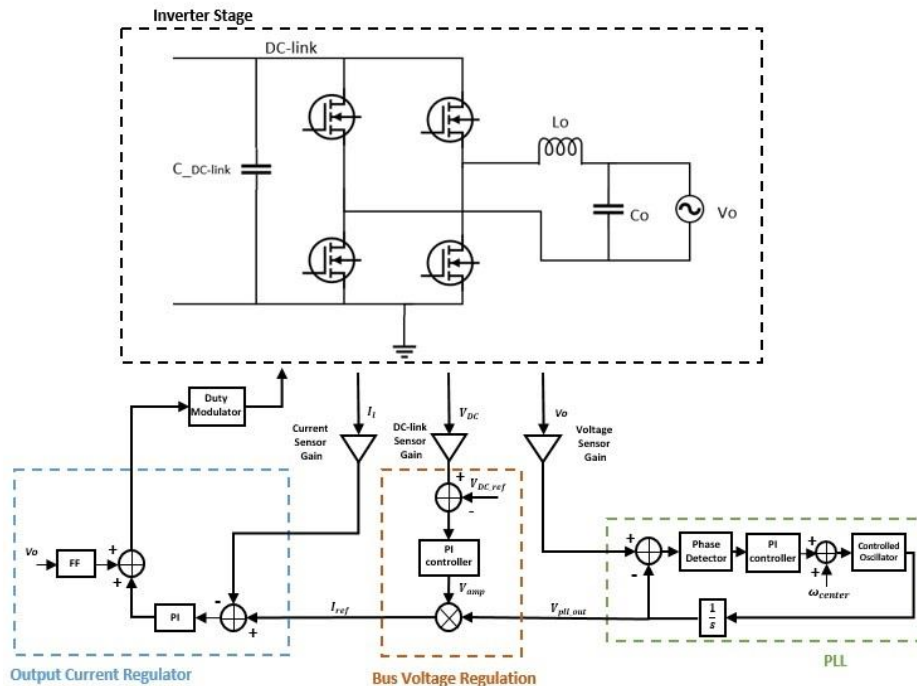 Inverter Stage
DC-link
C_DC-link
Lo
Co
Vo
Duty
Modulator
I_l
Current
Sensor
Gain
DC-link
Sensor
Gain
V_DC
Vo
Voltage
Sensor
Gain
+
V_DC_ref
-
PI
controller
V_amp
Vo
FF
+
+
PI
-
+
I_ref
V_pll_out
+
-
Phase
Detector
PI
controller
+
+
ω_center
Controlled
Oscillator
1
s
Output Current Regulator
Bus Voltage Regulation
PLL